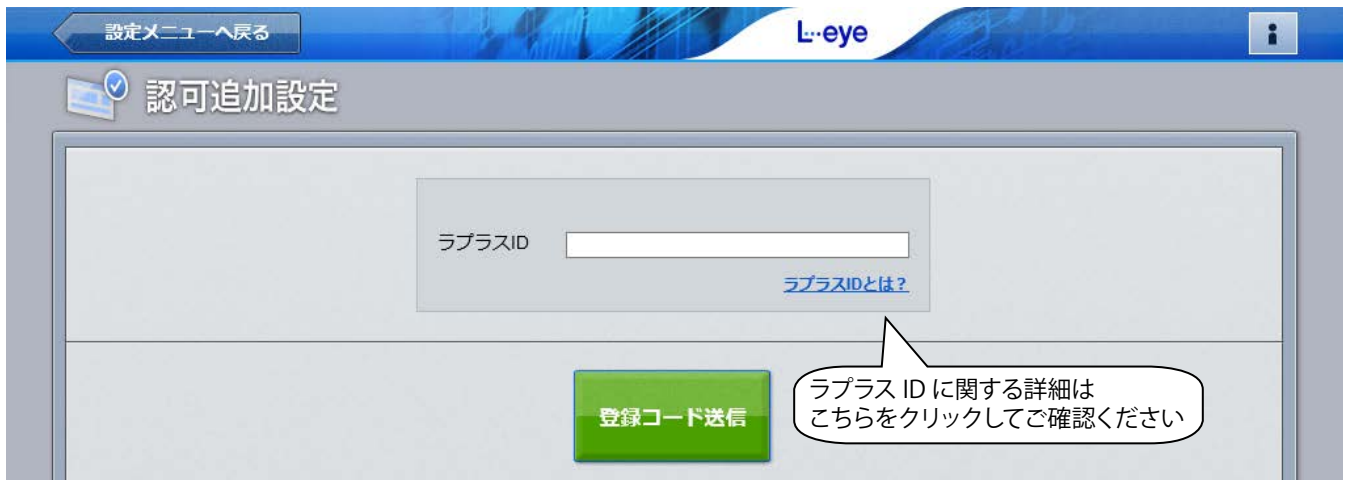 設定メニューへ戻る
L・・eye
認可追加設定
ラプラスID
ラプラスIDとは?
登録コード送信
ラプラス ID に関する詳細は
こちらをクリックしてご確認ください